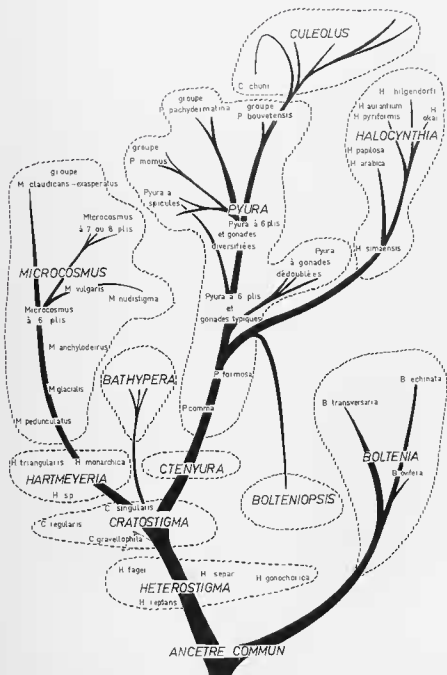 CULEOLUS
C chuni
H hilgendorfi
H aurantium
H
H pyriformis
okai
HALOCYNTHIA
H papillosa
H arabica
H simaensis
groupe
P pachydermatina
groupe
P bouvetensis
groupe
P momus
Pyura a
spicules
PYURA
Pyura à 6 plis
et gonades
diversifiées
Pyura
à gonades
dédoublées
Pyura à 6 plis
et
gonades typiques
P formosa
P comma
groupe
M claudicans-exasperatus
Microcosmus
à 7 ou 8 plis
MICROCOSMUS
M vulgaris
M nudistigma
Microcosmus
à 6 plis
M anchylodeirus
M glacialis
M pedunculatus
BATHYPERA
CTENYURA
BOLTENIOPSIS
B echinata
B transversaria
BOLTENIA
B ovifera
H triangularis
H monarchica
HARTMEYERIA
H sp
C singularis
C regularis
CRATOSTIGMA
C gravellophila
H fagei
H separ
H gonochorica
HETEROSTIGMA
H reptans
ANCETRE COMMUN